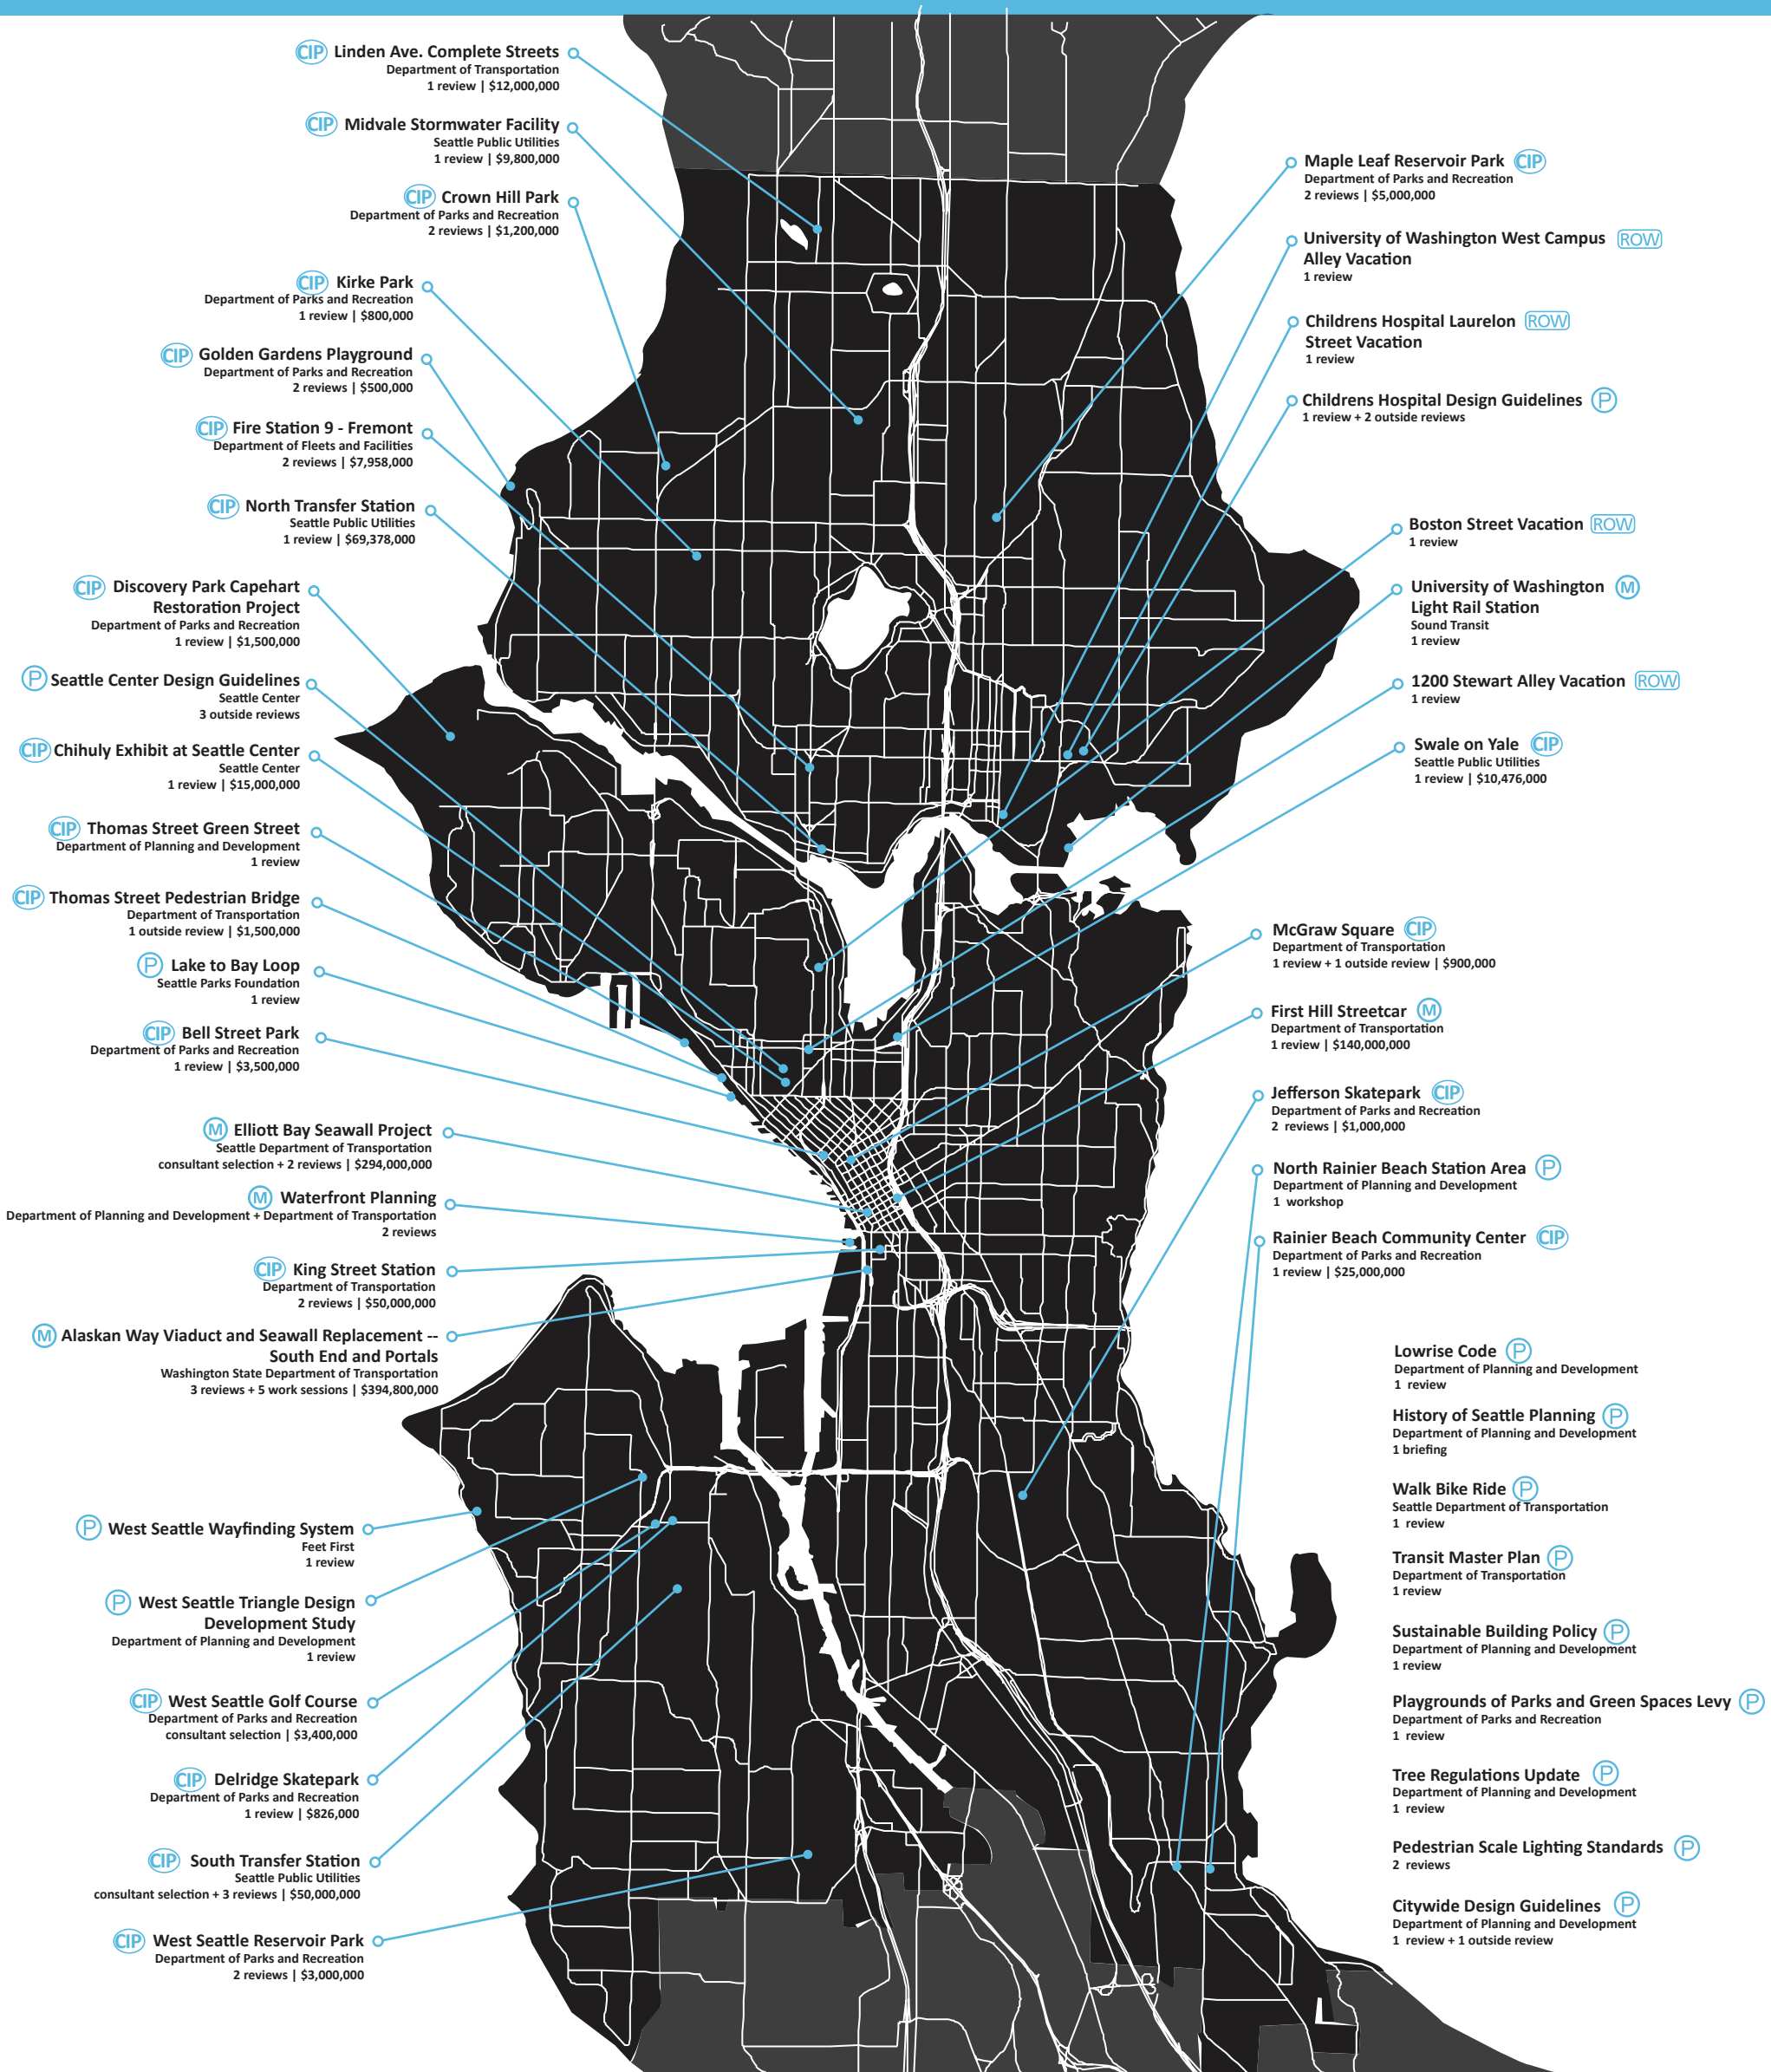 CIP Linden Ave. Complete Streets
Department of Transportation
1 review | $12,000,000
CIP Midvale Stormwater Facility
Seattle Public Utilities
1 review | $9,800,000
CIP Crown Hill Park
Department of Parks and Recreation
2 reviews | $1,200,000
CIP Kirke Park
Department of Parks and Recreation
1 review | $800,000
CIP Golden Gardens Playground
Department of Parks and Recreation
2 reviews | $500,000
CIP Fire Station 9 - Fremont
Department of Fleets and Facilities
2 reviews | $7,958,000
CIP North Transfer Station
Seattle Public Utilities
1 review | $69,378,000
CIP Discovery Park Capehart
Restoration Project
Department of Parks and Recreation
1 review | $1,500,000
P Seattle Center Design Guidelines
Seattle Center
3 outside reviews
CIP Chihuly Exhibit at Seattle Center
Seattle Center
1 review | $15,000,000
CIP Thomas Street Green Street
Department of Planning and Development
1 review
CIP Thomas Street Pedestrian Bridge
Department of Transportation
1 outside review | $1,500,000
P Lake to Bay Loop
Seattle Parks Foundation
1 review
CIP Bell Street Park
Department of Parks and Recreation
1 review | $3,500,000
M Elliott Bay Seawall Project
Seattle Department of Transportation
consultant selection + 2 reviews | $294,000,000
M Waterfront Planning
Department of Planning and Development + Department of Transportation
2 reviews
CIP King Street Station
Department of Transportation
2 reviews | $50,000,000
M Alaskan Way Viaduct and Seawall Replacement --
South End and Portals
Washington State Department of Transportation
3 reviews + 5 work sessions | $394,800,000
P West Seattle Wayfinding System
Feet First
1 review
P West Seattle Triangle Design
Development Study
Department of Planning and Development
1 review
CIP West Seattle Golf Course
Department of Parks and Recreation
consultant selection | $3,400,000
CIP Delridge Skatepark
Department of Parks and Recreation
1 review | $826,000
CIP South Transfer Station
Seattle Public Utilities
consultant selection + 3 reviews | $50,000,000
CIP West Seattle Reservoir Park
Department of Parks and Recreation
2 reviews | $3,000,000
Maple Leaf Reservoir Park CIP
Department of Parks and Recreation
2 reviews | $5,000,000
University of Washington West Campus ROW
Alley Vacation
1 review
Childrens Hospital Laurelon ROW
Street Vacation
1 review
Childrens Hospital Design Guidelines P
1 review + 2 outside reviews
Boston Street Vacation ROW
1 review
University of Washington M
Light Rail Station
Sound Transit
1 review
1200 Stewart Alley Vacation ROW
1 review
Swale on Yale CIP
Seattle Public Utilities
1 review | $10,476,000
McGraw Square CIP
Department of Transportation
1 review + 1 outside review | $900,000
First Hill Streetcar M
Department of Transportation
1 review | $140,000,000
Jefferson Skatepark CIP
Department of Parks and Recreation
2 reviews | $1,000,000
North Rainier Beach Station Area P
Department of Planning and Development
1 workshop
Rainier Beach Community Center CIP
Department of Parks and Recreation
1 review | $25,000,000
Lowrise Code P
Department of Planning and Development
1 review
History of Seattle Planning P
Department of Planning and Development
1 briefing
Walk Bike Ride P
Seattle Department of Transportation
1 review
Transit Master Plan P
Department of Transportation
1 review
Sustainable Building Policy P
Department of Planning and Development
1 review
Playgrounds of Parks and Green Spaces Levy P
Department of Parks and Recreation
1 review
Tree Regulations Update P
Department of Planning and Development
1 review
Pedestrian Scale Lighting Standards P
2 reviews
Citywide Design Guidelines P
Department of Planning and Development
1 review + 1 outside review